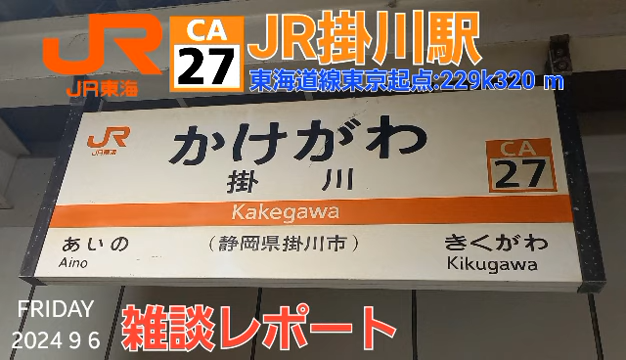 JR
JR東海
CA
27
JR掛川駅
東海道線東京起点:229k320 m
JR
JR東海
かけがわ
掛川
CA
27
Kakegawa
あいの
Aino
(静岡県掛川市)
きくがわ
Kikugawa
FRIDAY
2024 9 6
雑談レポート